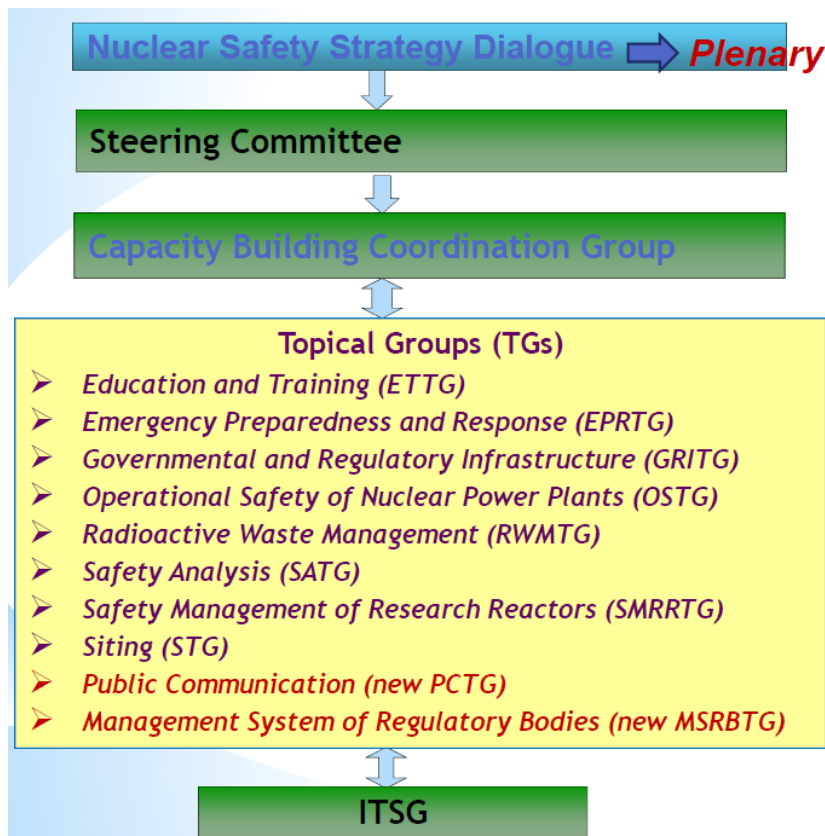 Nuclear Safety Strategy Dialogue Plenary
Steering Committee
Capacity Building Coordination Group
Topical Groups (TGs)
Education and Training (ETTG)
Emergency Preparedness and Response (EPRTG)
Governmental and Regulatory Infrastructure (GRITG)
Operational Safety of Nuclear Power Plants (OSTG)
Radioactive Waste Management (RWMTG)
Safety Analysis (SATG)
Safety Management of Research Reactors (SMRRTG)
Siting (STG)
Public Communication (new PCTG)
Management System of Regulatory Bodies (new MSRBTG)
ITSG